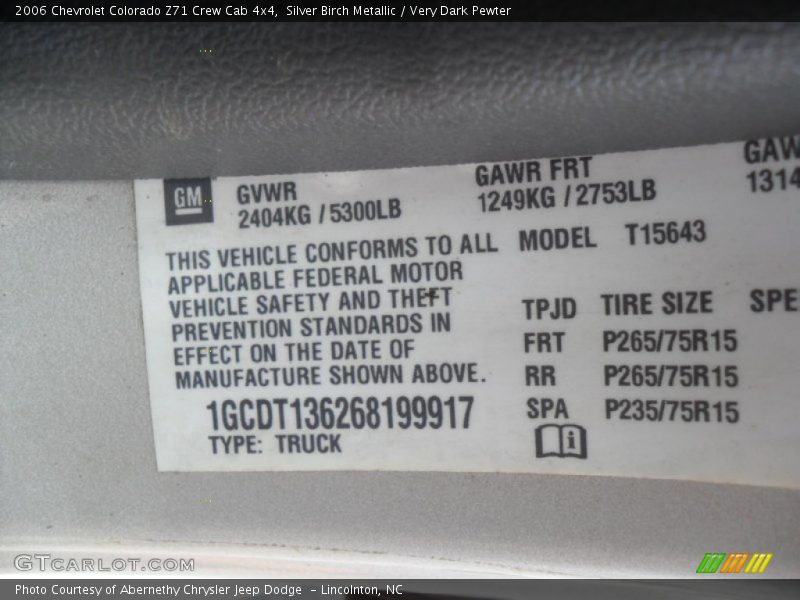 2006 Chevrolet Colorado Z71 Crew Cab 4x4, Silver Birch Metallic / Very Dark Pewter
GM
GVWR
2404KG / 5300LB
GAWR FRT
1249KG / 2753LB
GAW
1314
THIS VEHICLE CONFORMS TO ALL
APPLICABLE FEDERAL MOTOR
VEHICLE SAFETY AND THEFT
PREVENTION STANDARDS IN
EFFECT ON THE DATE OF
MANUFACTURE SHOWN ABOVE.
1GCDT136268199917
TYPE: TRUCK
MODEL T15643
TPJD TIRE SIZE SPE
FRT P265/75R15
RR P265/75R15
SPA P235/75R15
GTCARLOT.COM
Photo Courtesy of Abernethy Chrysler Jeep Dodge - Lincolnton, NC